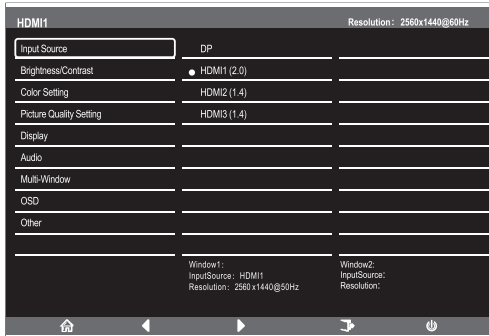 HDMI1 Resolution: 2560x1440@60Hz
Input Source DP
Brightness/Contrast HDMI1 (2.0)
Color Setting HDMI2 (1.4)
Picture Quality Setting HDMI3 (1.4)
Display
Audio
Multi-Window
OSD
Other
Window1: Window2:
InputSource: HDMI1 InputSource:
Resolution: 2560x1440@50Hz Resolution: